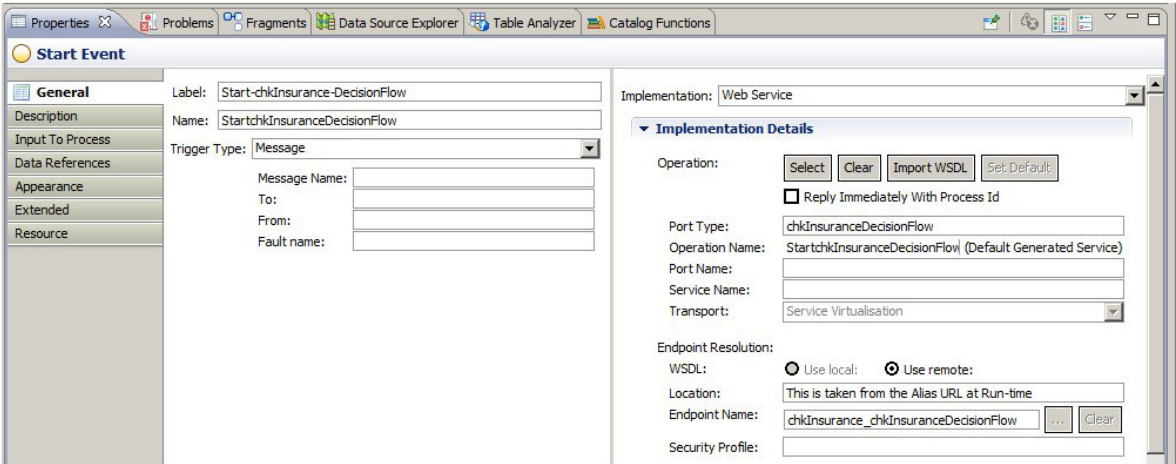 Properties Problems Fragments Data Source Explorer Table Analyzer Catalog Functions
Start Event
General
Description
Input To Process
Data References
Appearance
Extended
Resource
Label: Start-chkInsurance-DecisionFlow
Name: StartchkInsuranceDecisionFlow
Trigger Type: Message
Message Name:
To:
From:
Fault name:
Implementation: Web Service
Implementation Details
Operation: Select Clear Import WSDL Set Default
Reply Immediately With Process Id
Port Type: chkInsuranceDecisionFlow
Operation Name: StartchkInsuranceDecisionFlow (Default Generated Service)
Port Name:
Service Name:
Transport: Service Virtualisation
Endpoint Resolution:
WSDL: Use local: Use remote:
Location: This is taken from the Alias URL at Run-time
Endpoint Name: chkInsurance_chkInsuranceDecisionFlow ... Clear
Security Profile: